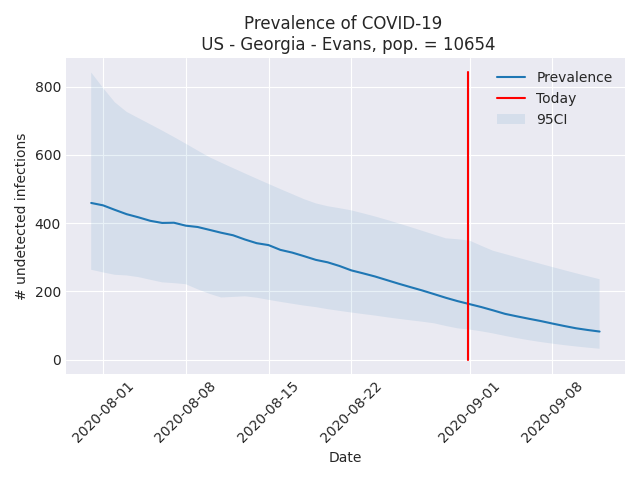 Prevalence of COVID-19
US - Georgia - Evans, pop. = 10654
Prevalence
Today
95CI
# undetected infections
800
600
400
200
0
2020-08-01
2020-08-08
2020-08-15
2020-08-22
2020-09-01
2020-09-08
Date